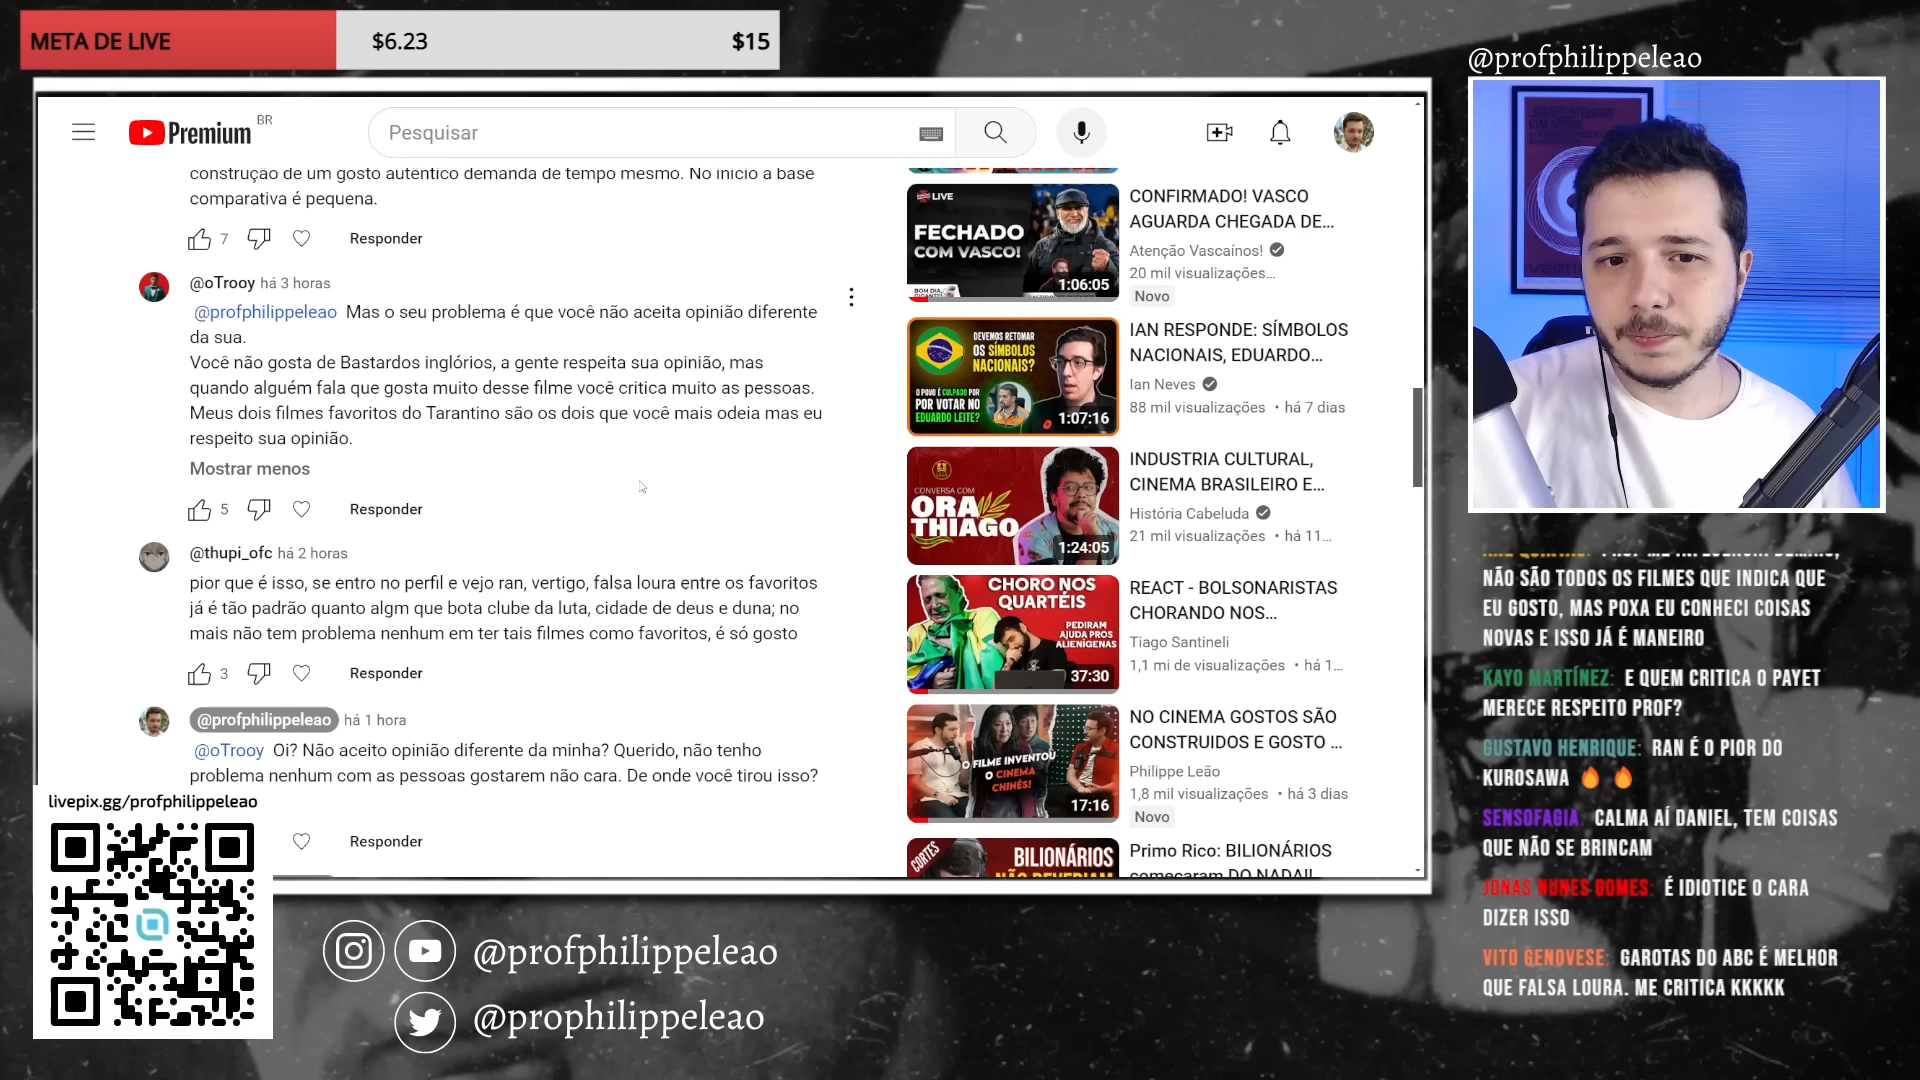 META DE LIVE
$6.23
$15
@profphilippeleao
Premium
BR
Pesquisar
construção de um gosto autêntico demanda de tempo mesmo. No início a base
comparativa é pequena.
7
Responder
@oTrooy há 3 horas
@profphilippeleao Mas o seu problema é que você não aceita opinião diferente
da sua.
Você não gosta de Bastardos inglórios, a gente respeita sua opinião, mas
quando alguém fala que gosta muito desse filme você critica muito as pessoas.
Meus dois filmes favoritos do Tarantino são os dois que você mais odeia mas eu
respeito sua opinião.
Mostrar menos
5
Responder
@thupi_ofc há 2 horas
pior que é isso, se entro no perfil e vejo ran, vertigo, falsa loura entre os favoritos
já é tão padrão quanto algm que bota clube da luta, cidade de deus e duna; no
mais não tem problema nenhum em ter tais filmes como favoritos, é só gosto
3
Responder
@profphilippeleao há 1 hora
@oTrooy Oi? Não aceito opinião diferente da minha? Querido, não tenho
problema nenhum com as pessoas gostarem não cara. De onde você tirou isso?
Responder
LIVE
FECHADO
COM VASCO!
BOM DIA,
1:06:05
CONFIRMADO! VASCO
AGUARDA CHEGADA DE...
Atenção Vascaínos!
20 mil visualizações...
Novo
DEVEMOS RETOMAR
OS SÍMBOLOS
NACIONAIS?
O POVO É CULPADO POR
POR VOTAR NO
EDUARDO LEITE?
1:07:16
IAN RESPONDE: SÍMBOLOS
NACIONAIS, EDUARDO...
Ian Neves
88 mil visualizações • há 7 dias
CONVERSA COM
ORA
THIAGO
1:24:05
INDUSTRIA CULTURAL,
CINEMA BRASILEIRO E...
História Cabeluda
21 mil visualizações • há 11...
CHORO NOS
QUARTÉIS
PEDIRAM
AJUDA PROS
ALIENÍGENAS
37:30
REACT - BOLSONARISTAS
CHORANDO NOS...
Tiago Santineli
1,1 mi de visualizações • há 1...
O FILME INVENTOU
O CINEMA
CHINÊS!
17:16
NO CINEMA GOSTOS SÃO
CONSTRUIDOS E GOSTO ...
Philippe Leão
1,8 mil visualizações • há 3 dias
Novo
CORTES
BILIONÁRIOS
NÃO DEVERIAM
Primo Rico: BILIONÁRIOS
começaram DO NADA!!
NÃO SÃO TODOS OS FILMES QUE INDICA QUE
EU GOSTO, MAS POXA EU CONHECI COISAS
NOVAS E ISSO JÁ É MANEIRO
KAYO MARTÍNEZ: E QUEM CRITICA O PAYET
MERECE RESPEITO PROF?
GUSTAVO HENRIQUE: RAN É O PIOR DO
KUROSAWA 🔥 🔥
SENSOFAGIA: CALMA AÍ DANIEL, TEM COISAS
QUE NÃO SE BRINCAM
JONAS NUNES GOMES: É IDIOTICE O CARA
DIZER ISSO
VITO GENOVESE: GAROTAS DO ABC É MELHOR
QUE FALSA LOURA. ME CRITICA KKKKK
livepix.gg/profphilippeleao
@profphilippeleao
@prophilippeleao